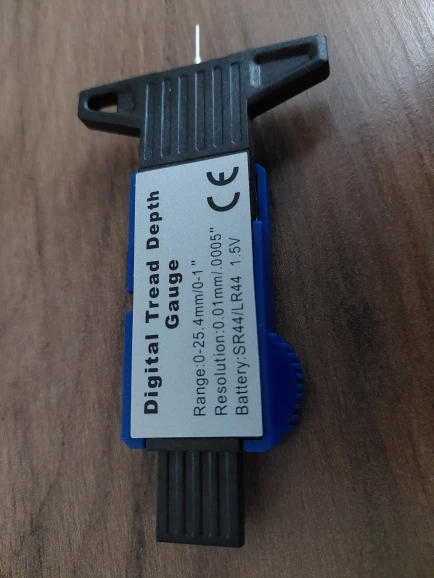 Digital Tread Depth
Gauge
CE
Range:0-25.4mm/0-1"
Resolution:0.01mm/.0005"
Battery:SR44/LR44 1.5V